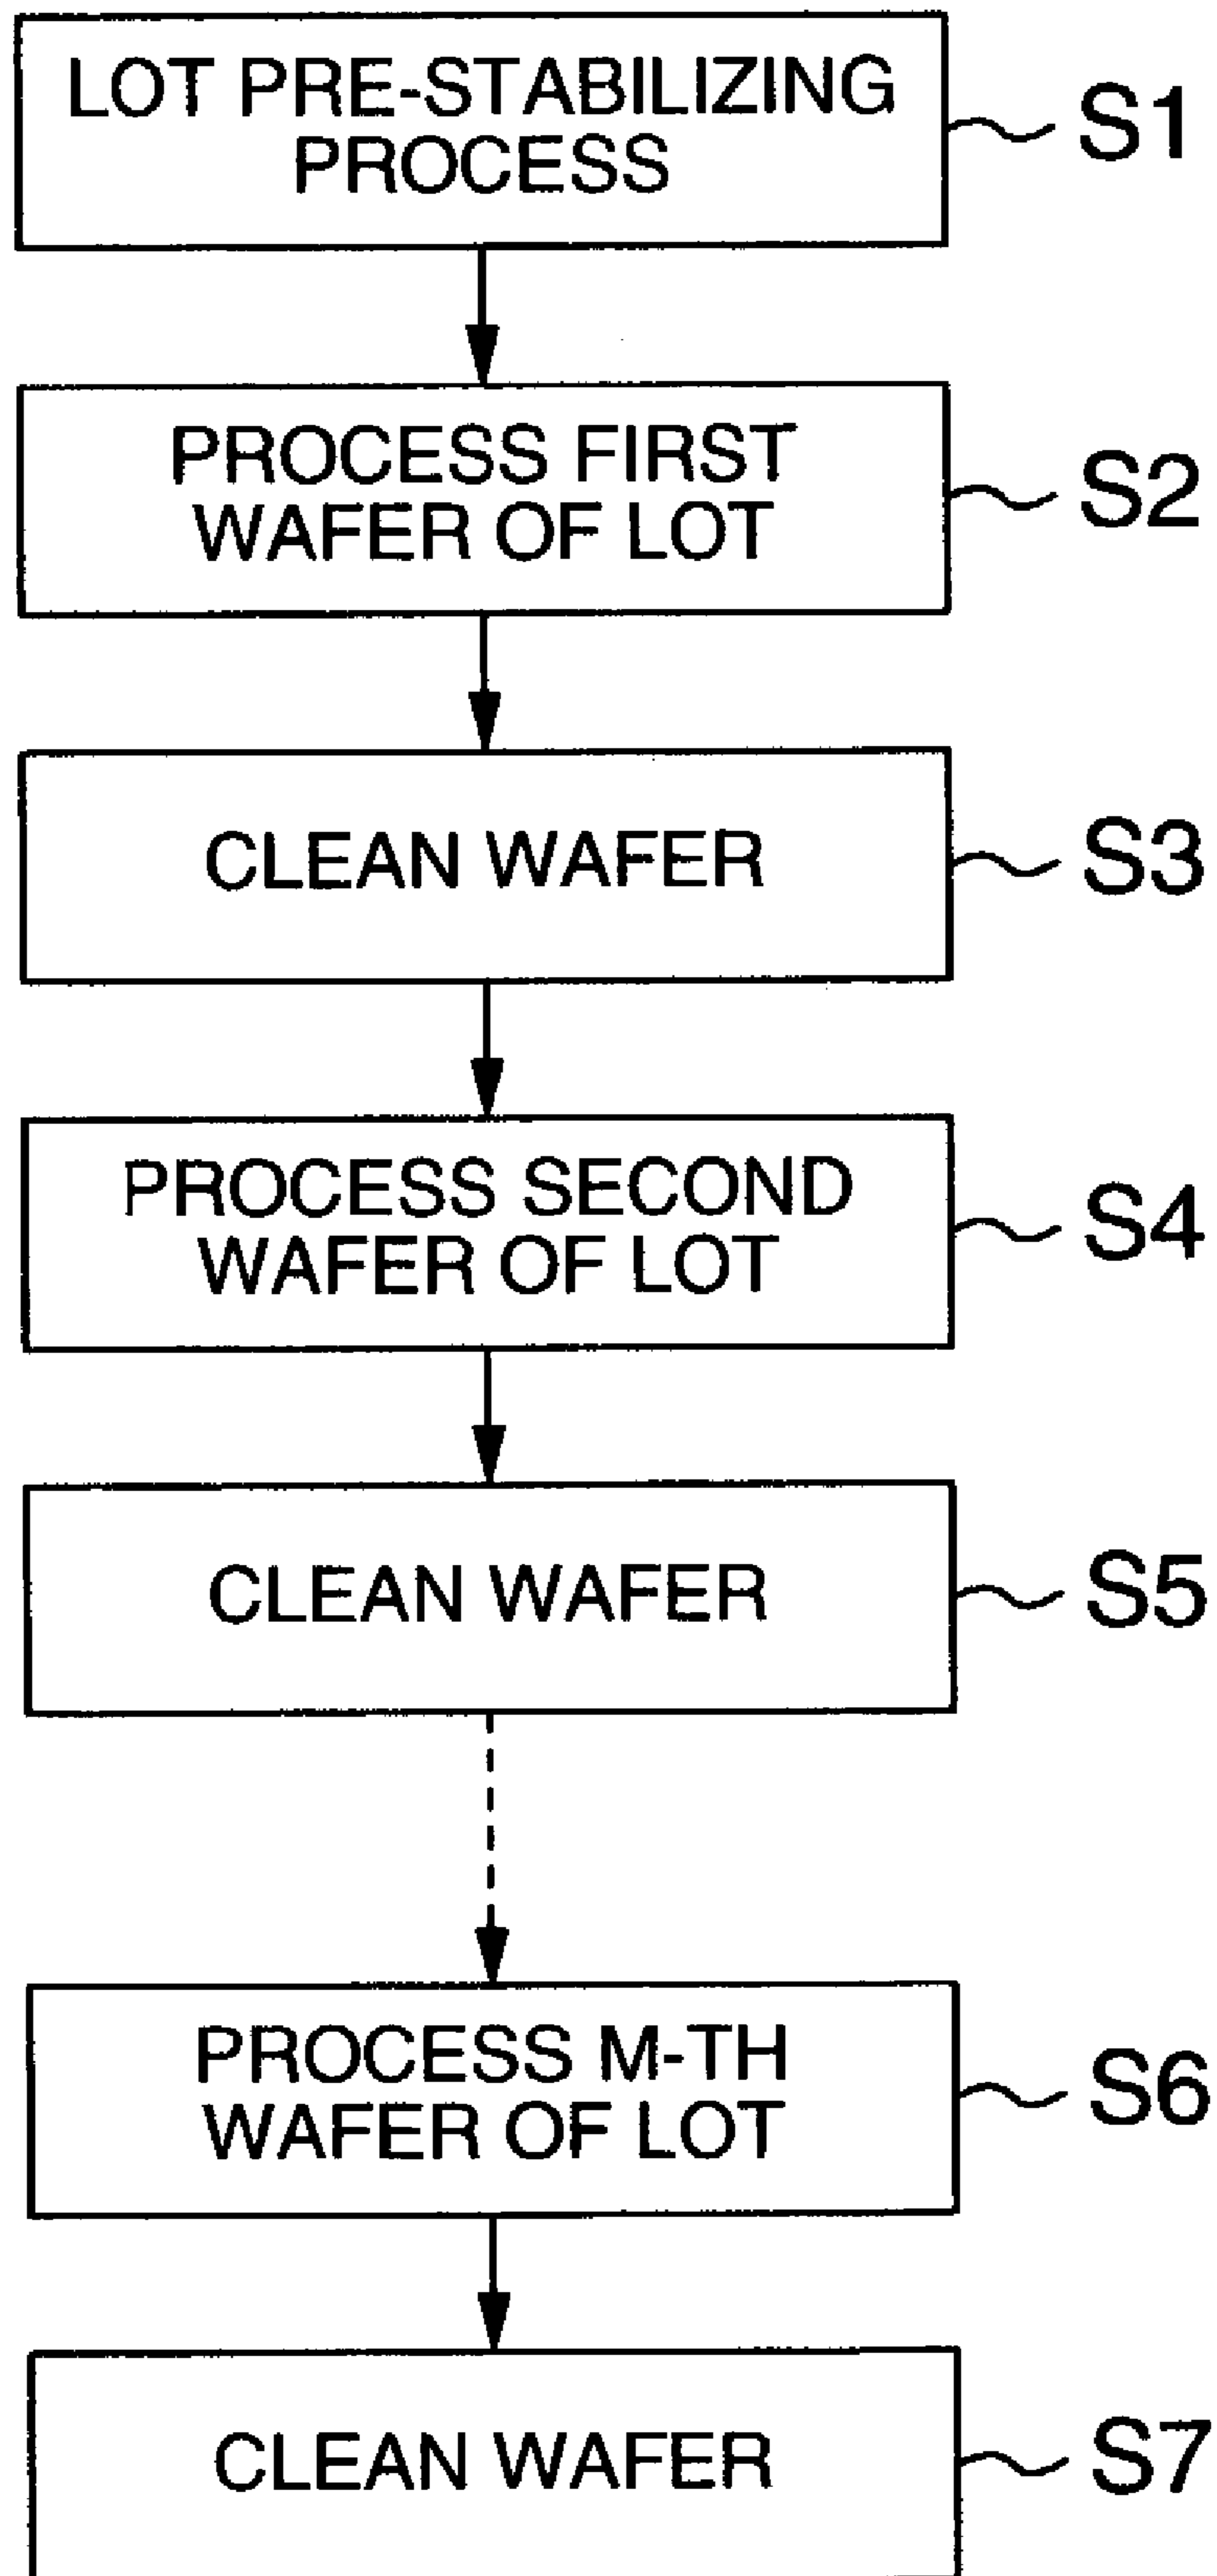 LOT PRE-STABILIZING
PROCESS
S1
PROCESS FIRST
WAFER OF LOT
S2
CLEAN WAFER
S3
PROCESS SECOND
WAFER OF LOT
S4
CLEAN WAFER
S5
PROCESS M-TH
WAFER OF LOT
S6
CLEAN WAFER
S7